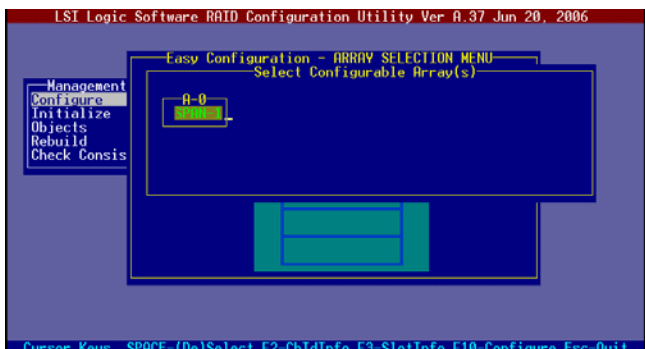 LSI Logic Software RAID Configuration Utility Ver A.37 Jun 20, 2006
Easy Configuration - ARRAY SELECTION MENU
Select Configurable Array(s)
Management
Configure
Initialize
Objects
Rebuild
Check Consis
A-0
SPAN-1
Cursor Keys, SPACE-(De)Select F2-ChIdInfo F3-SlotInfo F10-Configure Esc-Quit